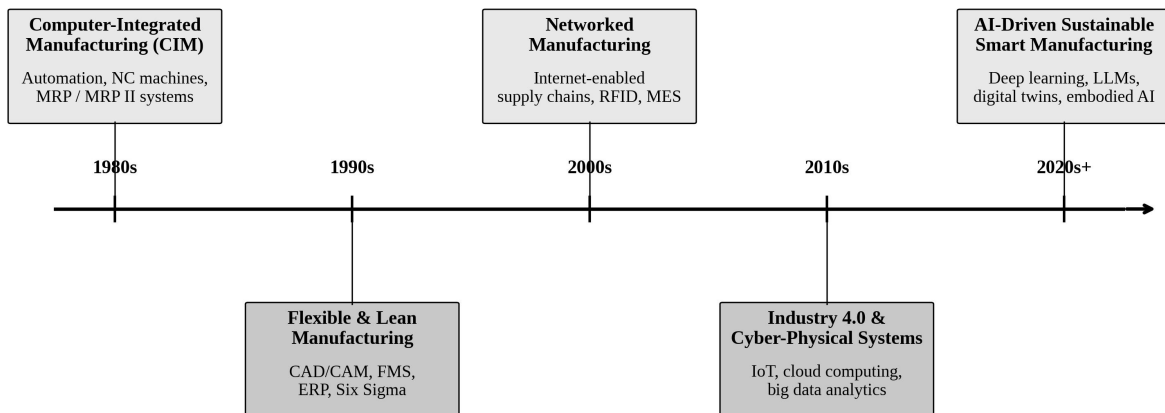 Computer-Integrated
Manufacturing (CIM)
Automation, NC machines,
MRP / MRP II systems
Networked
Manufacturing
Internet-enabled
supply chains, RFID, MES
AI-Driven Sustainable
Smart Manufacturing
Deep learning, LLMs,
digital twins, embodied AI
1980s
1990s
2000s
2010s
2020s+
Flexible & Lean
Manufacturing
CAD/CAM, FMS,
ERP, Six Sigma
Industry 4.0 &
Cyber-Physical Systems
IoT, cloud computing,
big data analytics